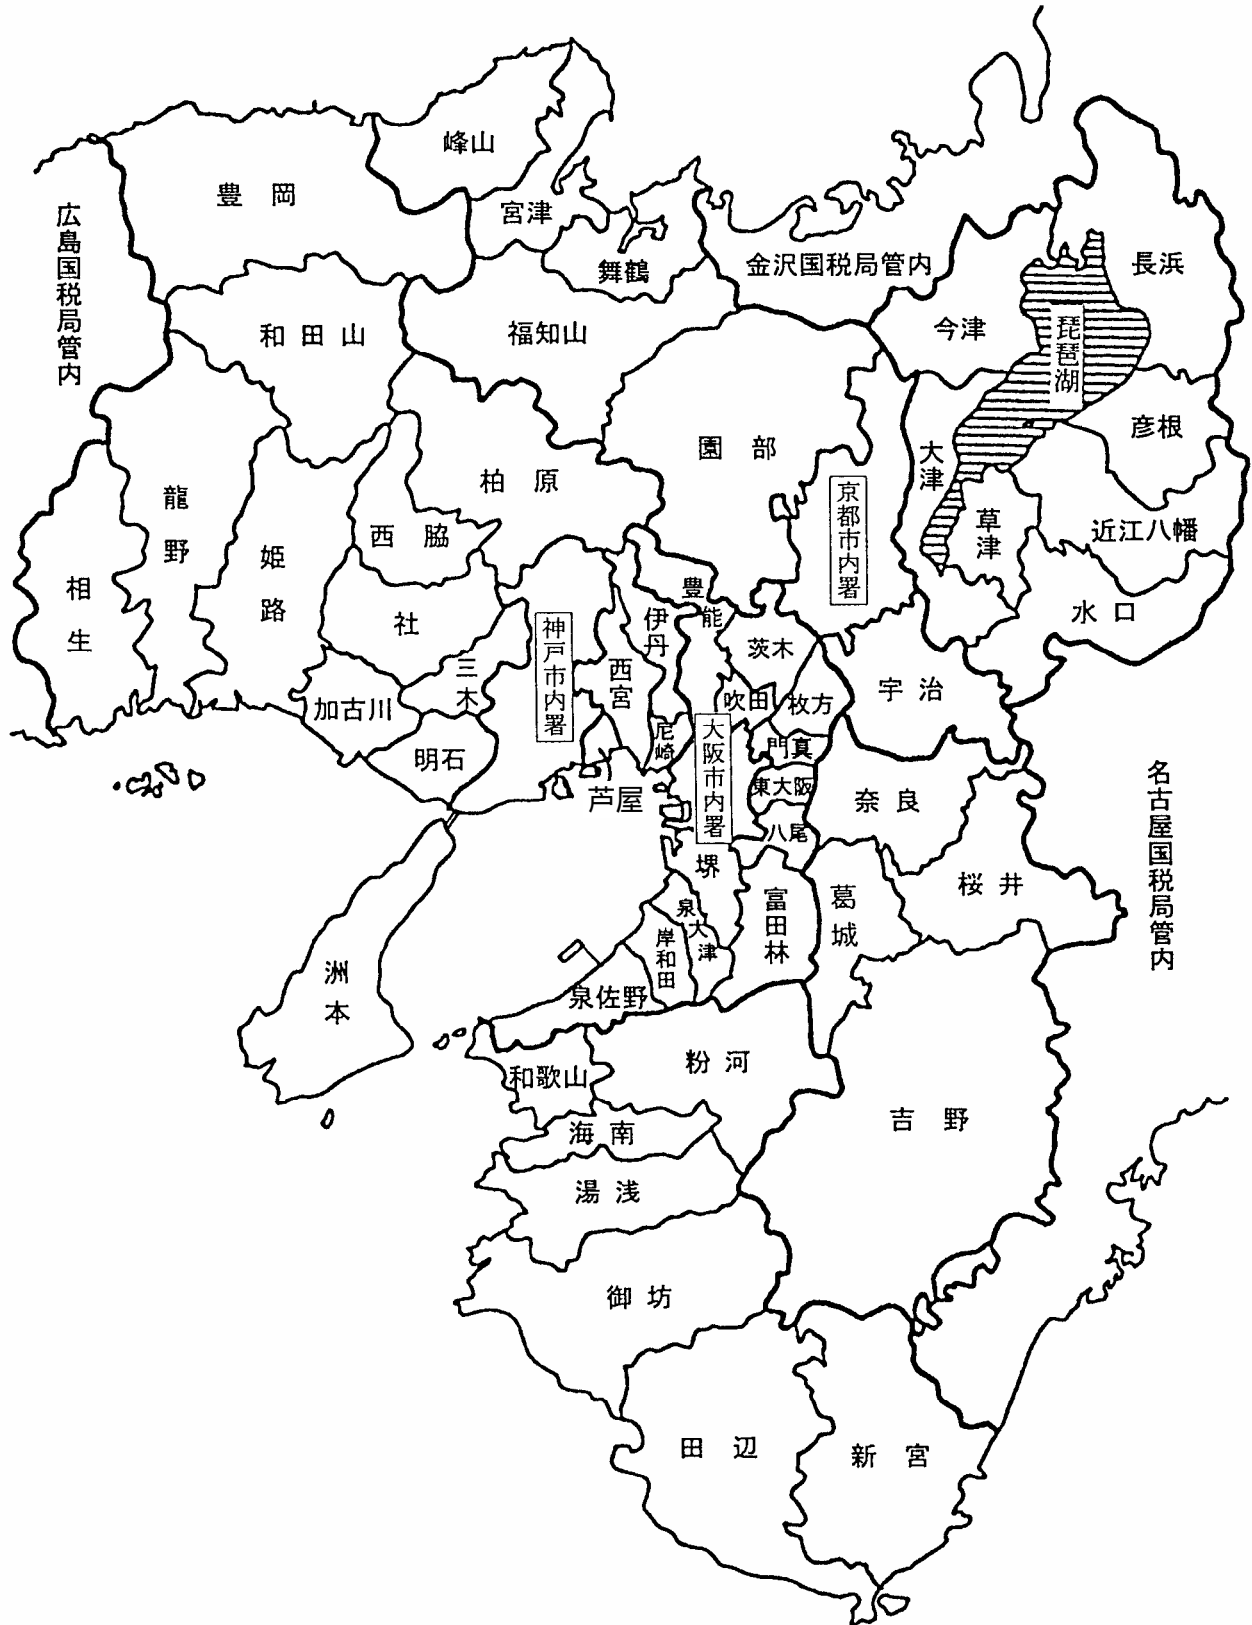 峰山
豊岡
宮津
舞鶴
金沢国税局管内
長浜
広島国税局管内
和田山
福知山
今津
琵琶湖
園部
大津
彦根
柏原
京都市内署
草津
近江八幡
龍野
西脇
姫路
相生
社
豊能
水口
神戸市内署
伊丹
茨木
三木
西宮
宇治
加古川
吹田
枚方
明石
尼崎
大阪市内署
門真
芦屋
東大阪
奈良
名古屋国税局管内
八尾
堺
桜井
富田林
葛城
泉大津
岸和田
洲本
泉佐野
粉河
和歌山
吉野
海南
湯浅
御坊
田辺
新宮